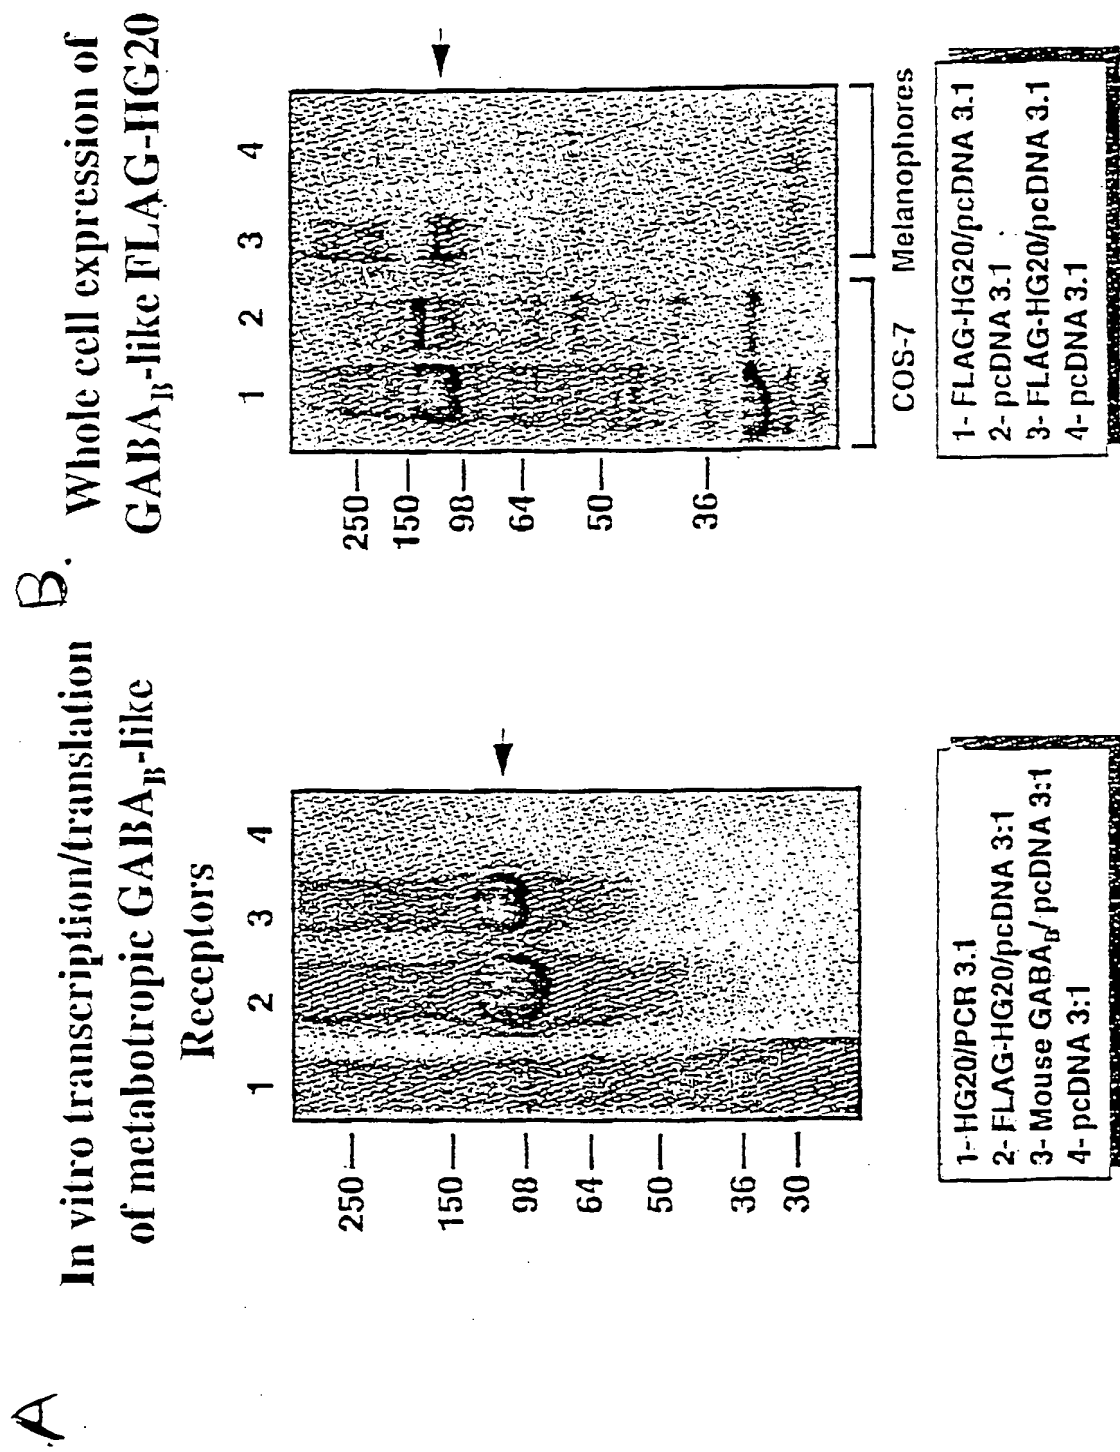 A
In vitro transcription/translation
of metabotropic GABA_B-like
Receptors
1 2 3 4
250—
150—
98—
64—
50—
36—
30—
1- HG20/PCR 3.1
2- FLAG-HG20/pcDNA 3:1
3- Mouse GABA_B/pcDNA 3:1
4- pcDNA 3:1
B.
Whole cell expression of
GABA_B-like FLAG-HG20
1 2 3 4
250—
150—
98—
64—
50—
36—
COS-7 Melanophores
1- FLAG-HG20/pcDNA 3.1
2- pcDNA 3.1
3- FLAG-HG20/pcDNA 3.1
4- pcDNA 3.1